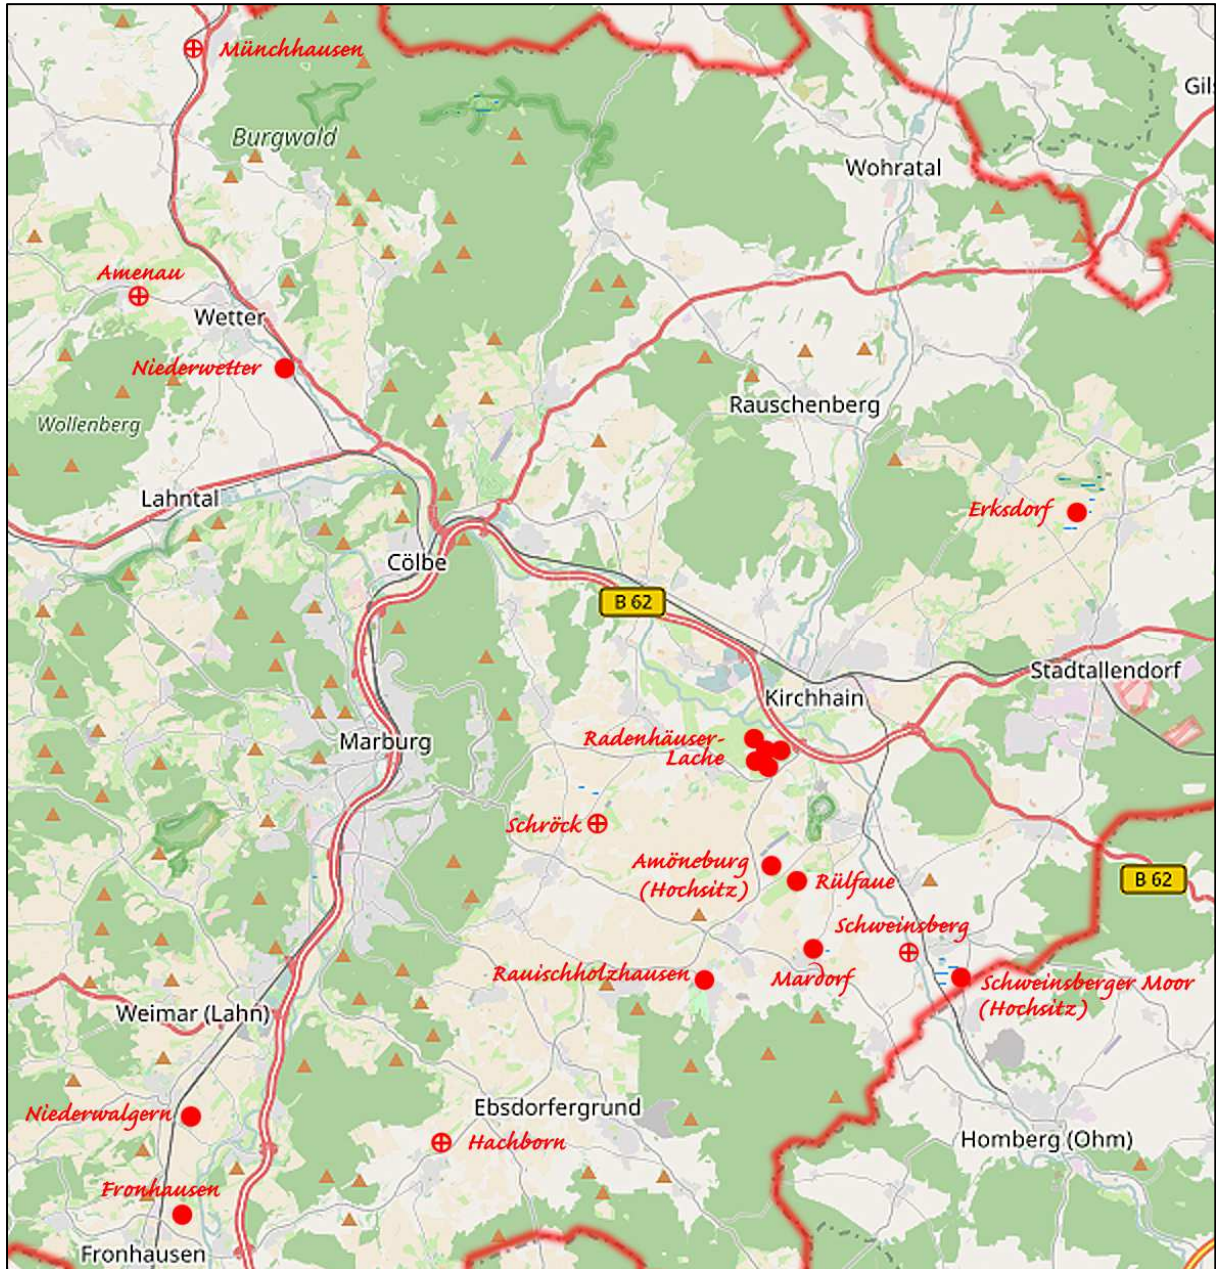 Münchhausen
Gils
Burgwald
Wohratal
Amenau
Wetter
Niederwetter
Rauschenberg
Wollenberg
Lahntal
Erksdorf
Cölbe
B 62
Stadtallendorf
Kirchhain
Marburg
Radenhäuser-
Lache
Schröck
Amöneburg
(Hochsitz)
Rülfaue
B 62
Schweinsberg
Rauischholzhausen
Mardorf
Schweinsberger Moor
(Hochsitz)
Weimar (Lahn)
Niederwalgern
Ebsdorfergrund
Hachborn
Homberg (Ohm)
Fronhausen
Fronhausen